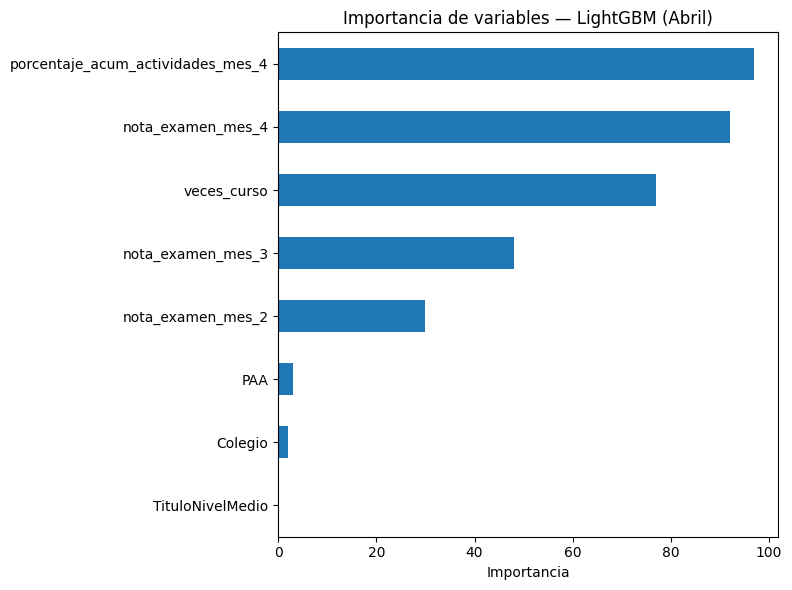 Importancia de variables — LightGBM (Abril)
porcentaje_acum_actividades_mes_4
nota_examen_mes_4
veces_curso
nota_examen_mes_3
nota_examen_mes_2
PAA
Colegio
TituloNivelMedio
0 20 40 60 80 100
Importancia